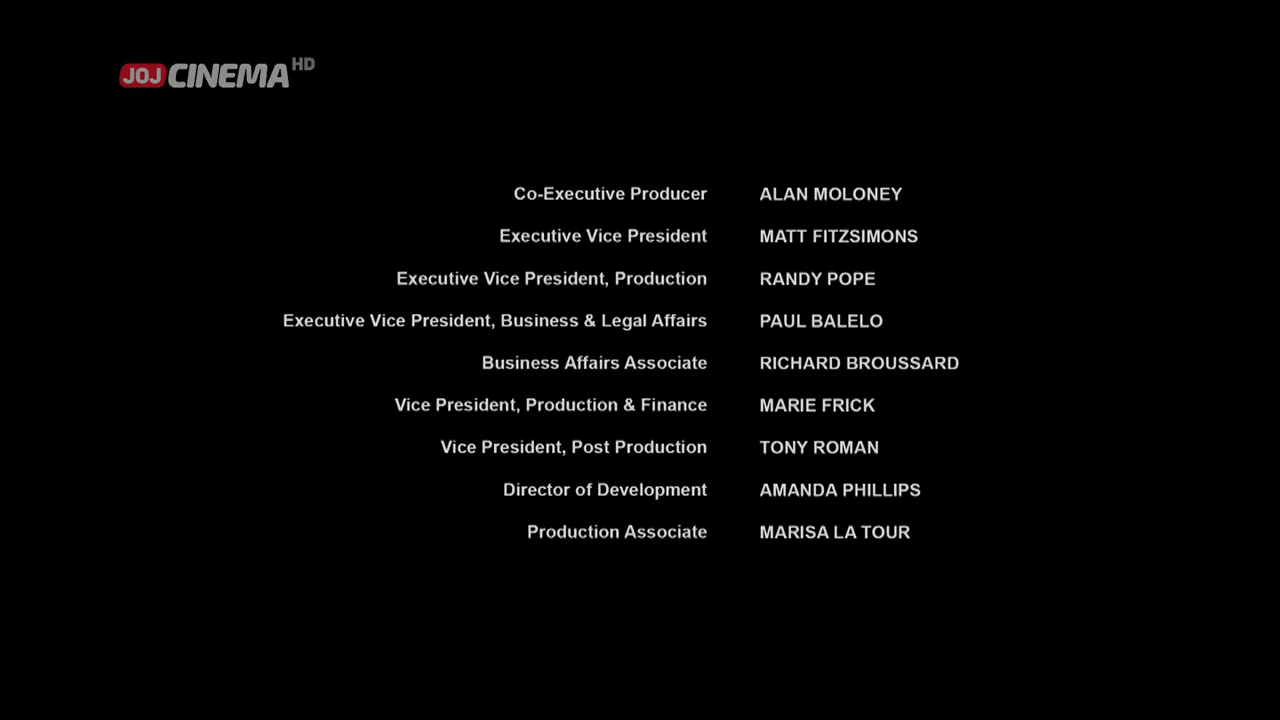 JOJ CINEMA HD
Co-Executive Producer ALAN MOLONEY
Executive Vice President MATT FITZSIMONS
Executive Vice President, Production RANDY POPE
Executive Vice President, Business & Legal Affairs PAUL BALELO
Business Affairs Associate RICHARD BROUSSARD
Vice President, Production & Finance MARIE FRICK
Vice President, Post Production TONY ROMAN
Director of Development AMANDA PHILLIPS
Production Associate MARISA LA TOUR